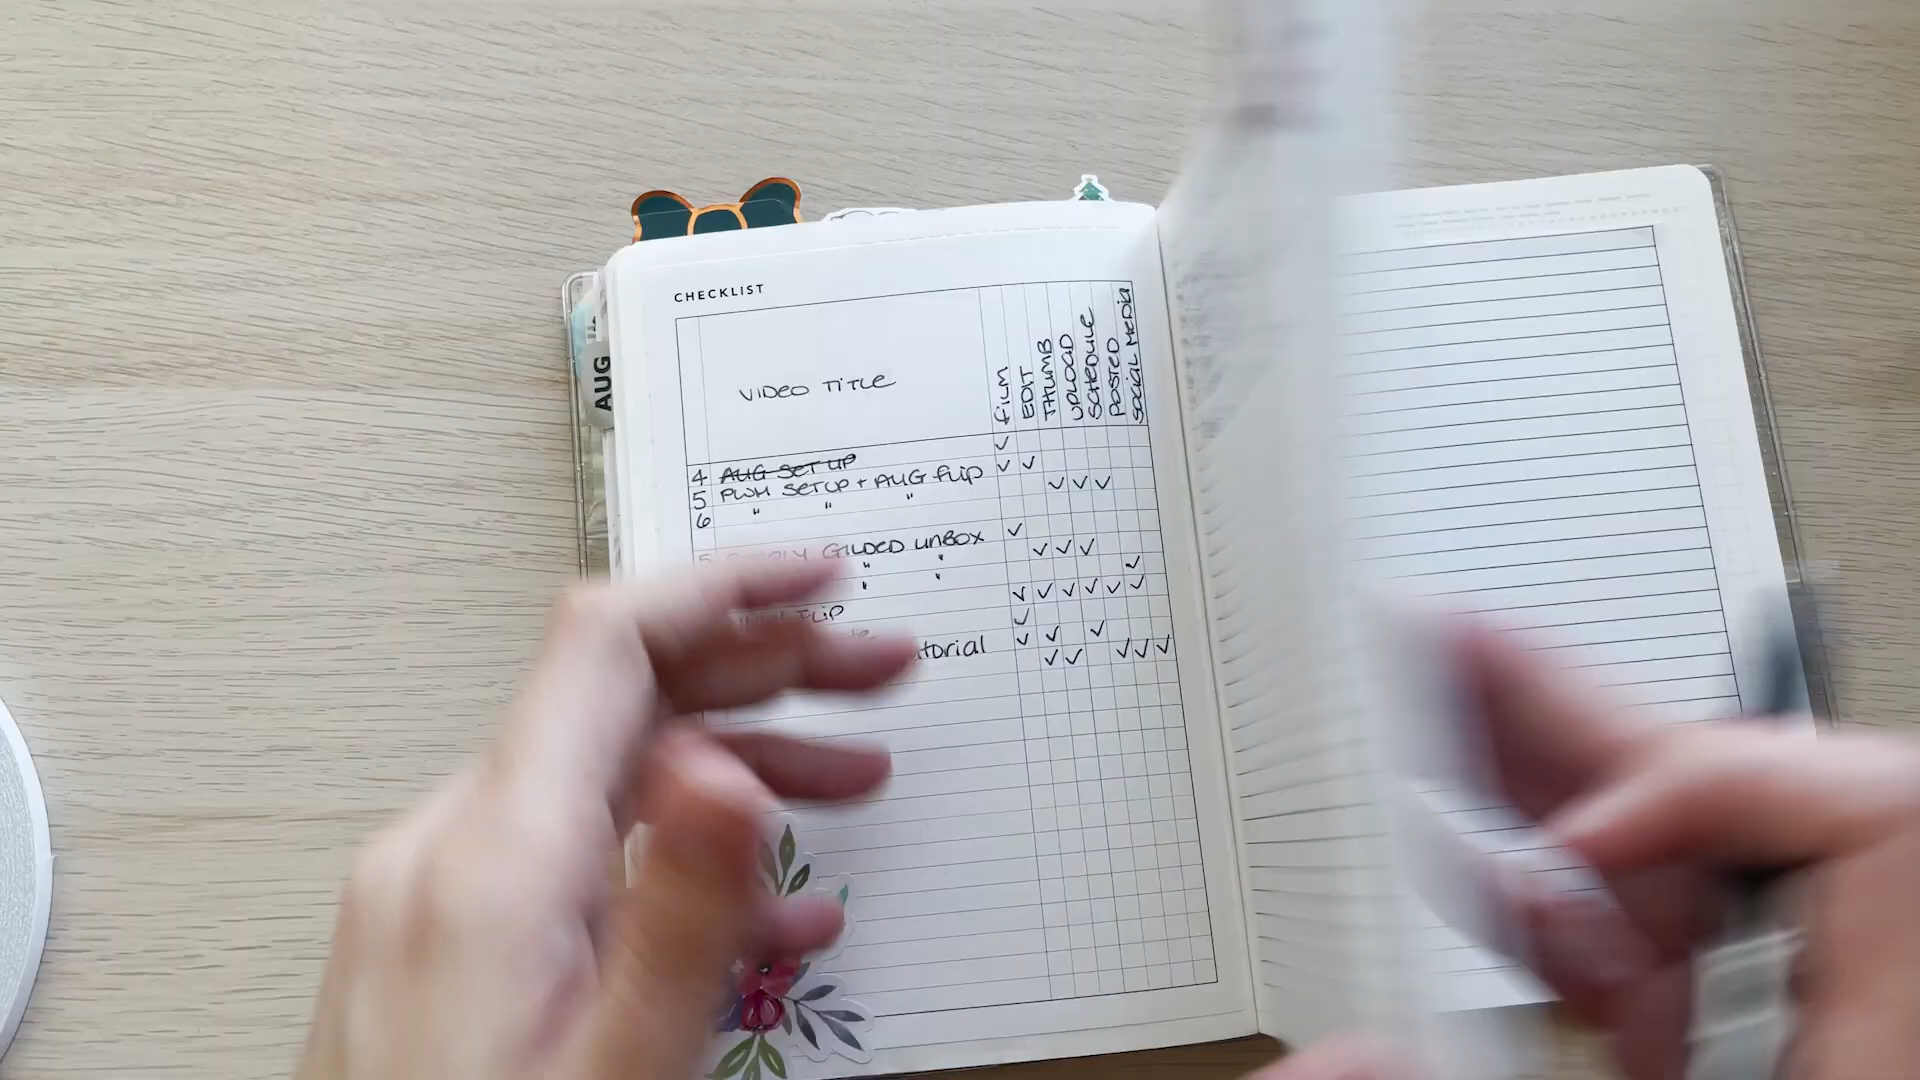 CHECKLIST
VIDEO TITLE
FILM
EDIT
THUMB
UPLOAD
SCHEDULE
POSTED
SOCIAL MEDIA
AUG
4 AUG SET UP
5 PWM SETUP + AUG FLIP
6 " " "
GILDED UNBOX
" "
" "
FLIP